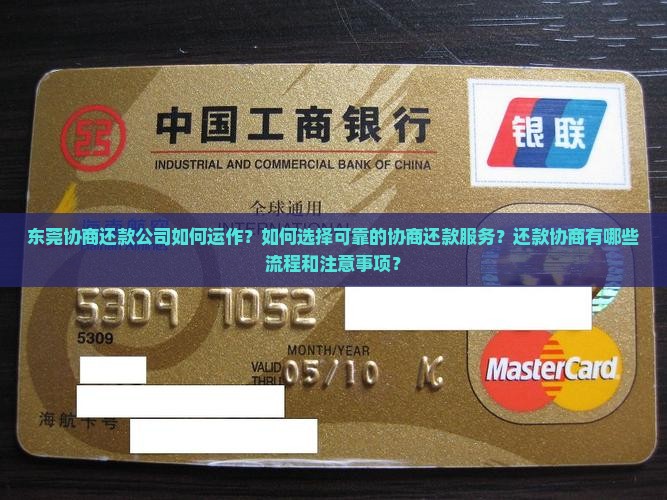 中国工商银行
INDUSTRIAL AND COMMERCIAL BANK OF CHINA
银联
全球通用
东莞协商还款公司如何运作？如何选择可靠的协商还款服务？还款协商有哪些
流程和注意事项？
5309 7052
5309
MONTH/YEAR
VALID
THRU
05/10
MasterCard
海航卡号